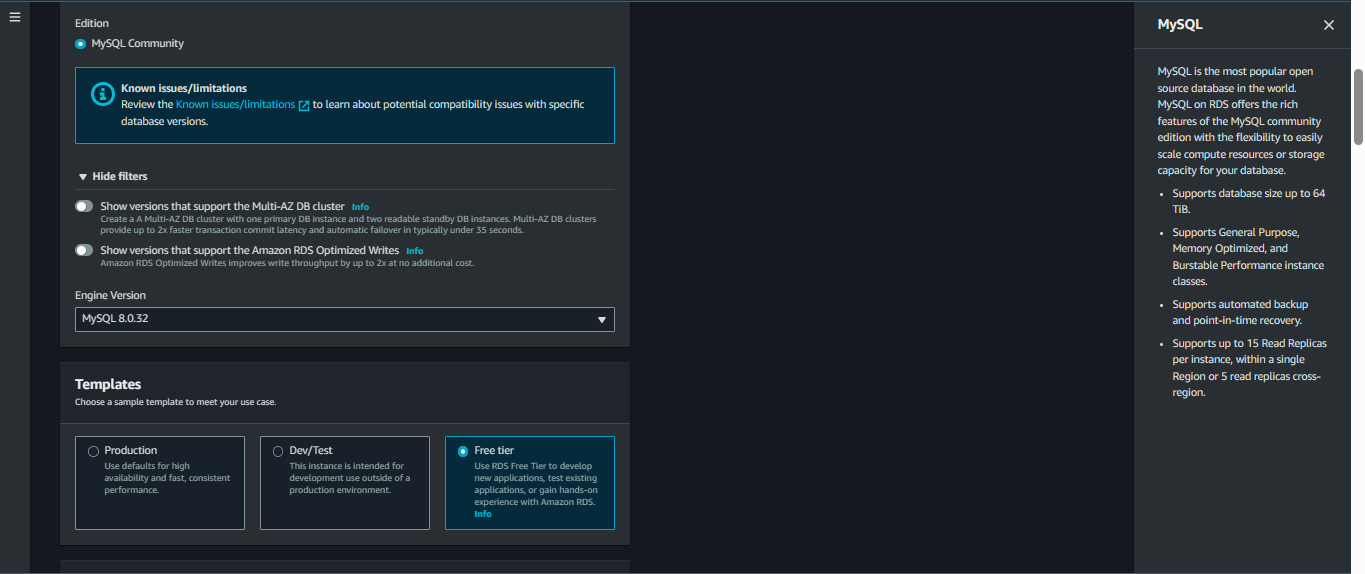 Edition
MySQL Community
Known issues/limitations
Review the Known issues/limitations to learn about potential compatibility issues with specific
database versions.
Hide filters
Show versions that support the Multi-AZ DB cluster Info
Create a A Multi-AZ DB cluster with one primary DB instance and two readable standby DB instances. Multi-AZ DB clusters
provide up to 2x faster transaction commit latency and automatic failover in typically under 35 seconds.
Show versions that support the Amazon RDS Optimized Writes Info
Amazon RDS Optimized Writes improves write throughput by up to 2x at no additional cost.
Engine Version
MySQL 8.0.32
Templates
Choose a sample template to meet your use case.
Production
Use defaults for high
availability and fast, consistent
performance.
Dev/Test
This instance is intended for
development use outside of a
production environment.
Free tier
Use RDS Free Tier to develop
new applications, test existing
applications, or gain hands-on
experience with Amazon RDS.
Info
MySQL
MySQL is the most popular open
source database in the world.
MySQL on RDS offers the rich
features of the MySQL community
edition with the flexibility to easily
scale compute resources or storage
capacity for your database.
• Supports database size up to 64
TiB.
• Supports General Purpose,
Memory Optimized, and
Burstable Performance instance
classes.
• Supports automated backup
and point-in-time recovery.
• Supports up to 15 Read Replicas
per instance, within a single
Region or 5 read replicas cross-
region.